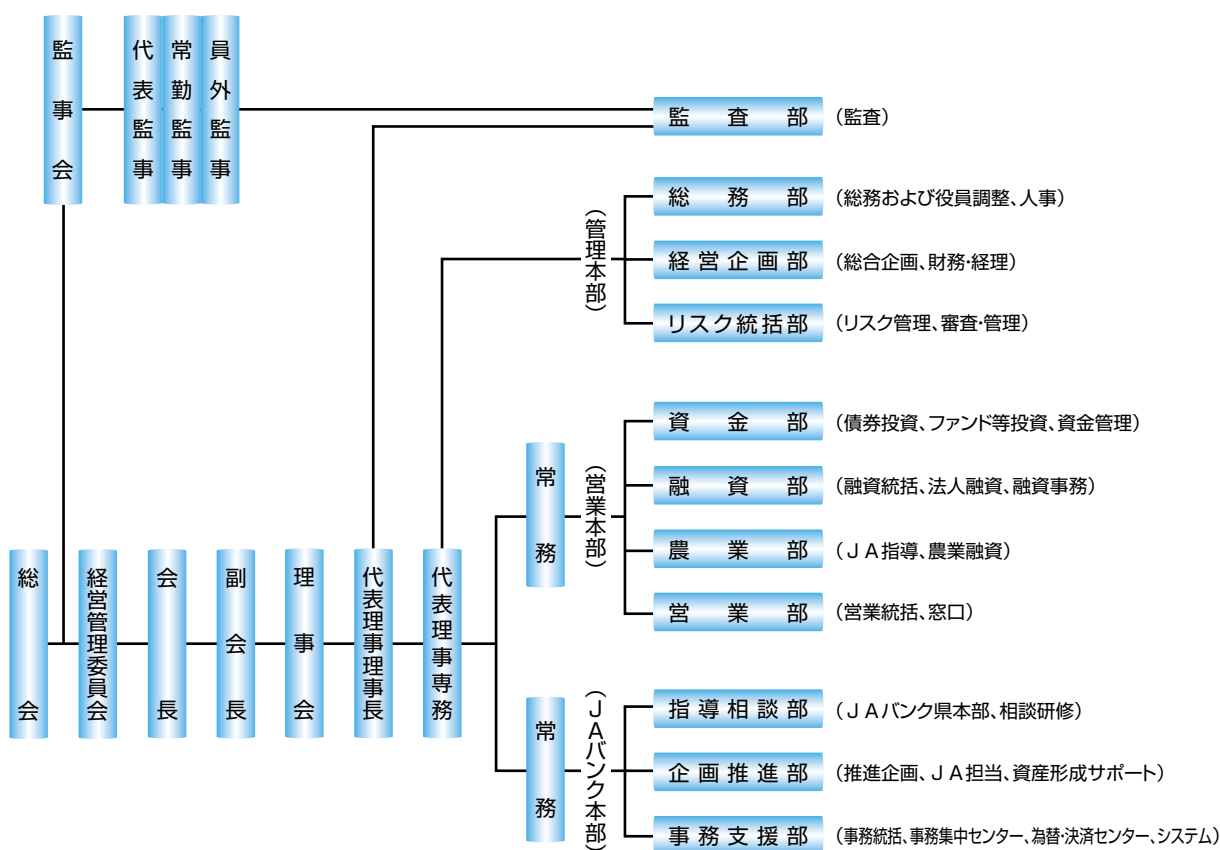 監事会
代表監事
常勤監事
員外監事
監査部 (監査)
(管理本部)
総務部 (総務および役員調整、人事)
経営企画部 (総合企画、財務・経理)
リスク統括部 (リスク管理、審査・管理)
常務
(営業本部)
資金部 (債券投資、ファンド等投資、資金管理)
融資部 (融資統括、法人融資、融資事務)
農業部 (JA指導、農業融資)
営業部 (営業統括、窓口)
総会
経営管理委員会
会長
副会長
理事会
代表理事理事長
代表理事専務
常務
(JAバンク本部)
指導相談部 (JAバンク県本部、相談研修)
企画推進部 (推進企画、JA担当、資産形成サポート)
事務支援部 (事務統括、事務集中センター、為替・決済センター、システム)